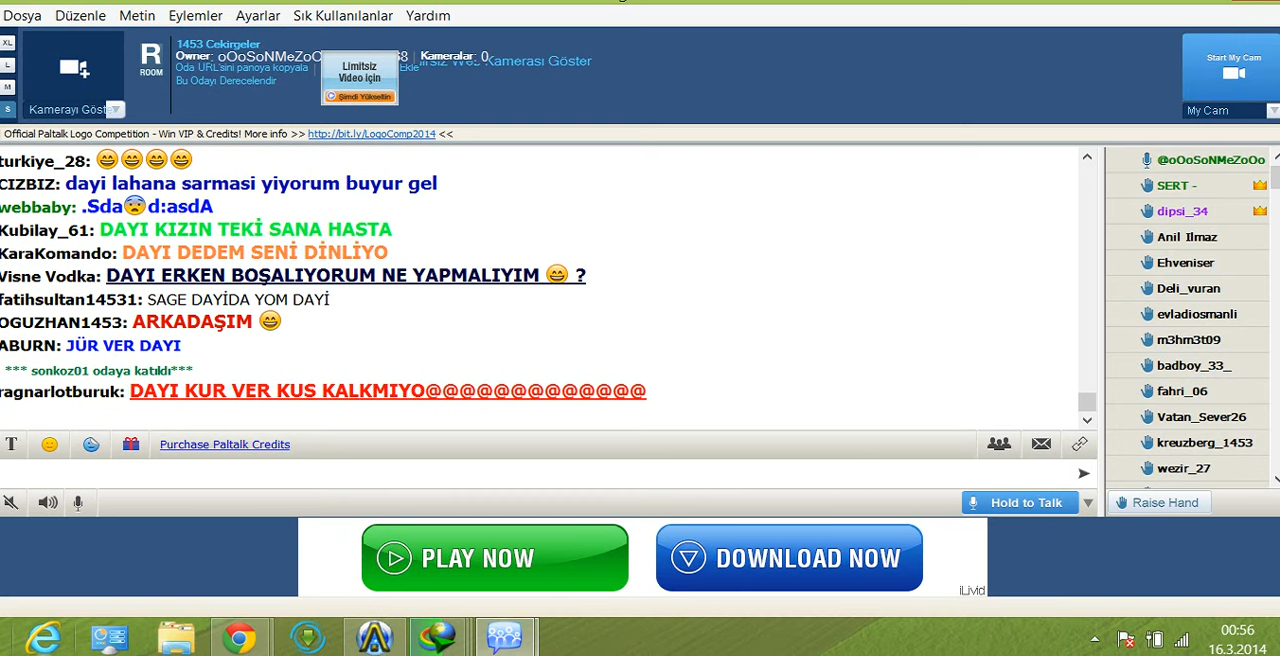 Dosya Düzenle Metin Eylemler Ayarlar Sık Kullanılanlar Yardım
XL
L
M
S
Kamerayı Göst
R
ROOM
1453 Cekirgeler
Owner: oOOoSoNMeZoO 68 | Kameralar: 0
Oda URL'sini panoya kopyala | Ekle Kamerası Göster
Bu Odayı Derecelendir
Limitsiz
Video için
Şimdi Yükseltin
Start My Cam
My Cam
Official Paltalk Logo Competition - Win VIP & Credits! More info >> http://bit.ly/LogoComp2014 <<
turkiye_28: 😄😄😄😄
CIZBIZ: dayi lahana sarmasi yiyorum buyur gel
webbaby: .Sda😨d:asdA
Kubilay_61: DAYI KIZIN TEKİ SANA HASTA
KaraKomando: DAYI DEDEM SENİ DİNLİYO
Visne Vodka: DAYI ERKEN BOŞALIYORUM NE YAPMALIYIM 😄 ?
fatihsultan14531: SAGE DAYİDA YOM DAYİ
OGUZHAN1453: ARKADAŞIM 😄
ABURN: JÜR VER DAYI
*** sonkoz01 odaya katıldı***
ragnarlotburuk: DAYI KUR VER KUS KALKMIYO@@@@@@@@@@@@@
@oOOoSoNMeZoOo
SERT -
dipsi_34
Anil Ilmaz
Ehveniser
Deli_vuran
evladiosmanli
m3hm3t09
badboy_33_
fahri_06
Vatan_Sever26
kreuzberg_1453
wezir_27
T Purchase Paltalk Credits
Hold to Talk
Raise Hand
PLAY NOW
DOWNLOAD NOW
iLivid
00:56
16.3.2014